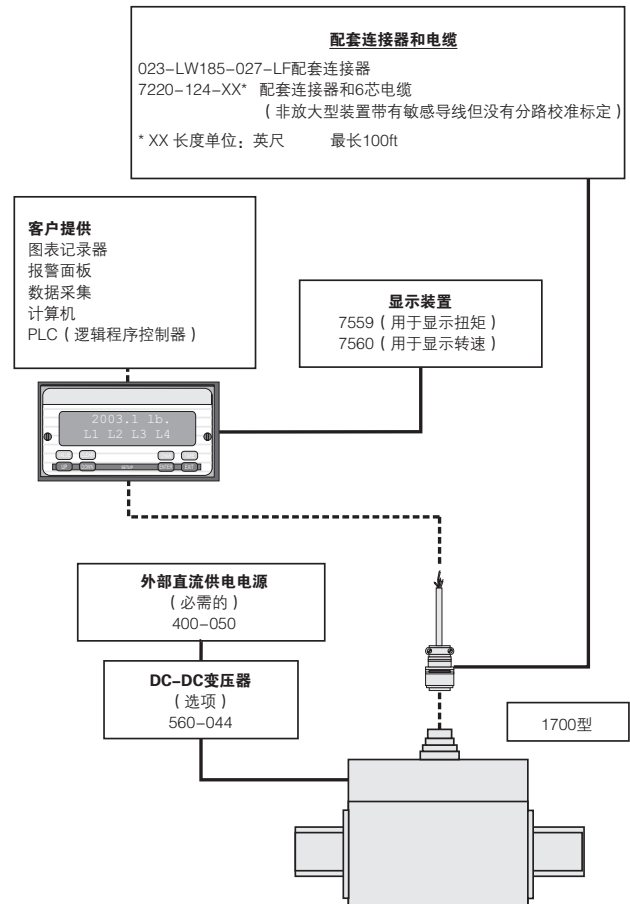 配套连接器和电缆
023-LW185-027-LF配套连接器
7220-124-XX* 配套连接器和6芯电缆
（非放大型装置带有敏感导线但没有分路校准标定）
* XX 长度单位：英尺 最长100ft
客户提供
图表记录器
报警面板
数据采集
计算机
PLC（逻辑程序控制器）
显示装置
7559（用于显示扭矩）
7560（用于显示转速）
2003.1 lb.
L1 L2 L3 L4
UP DOWN SETUP ENTER EXIT
外部直流供电电源
（必需的）
400-050
DC-DC变压器
（选项）
560-044
1700型